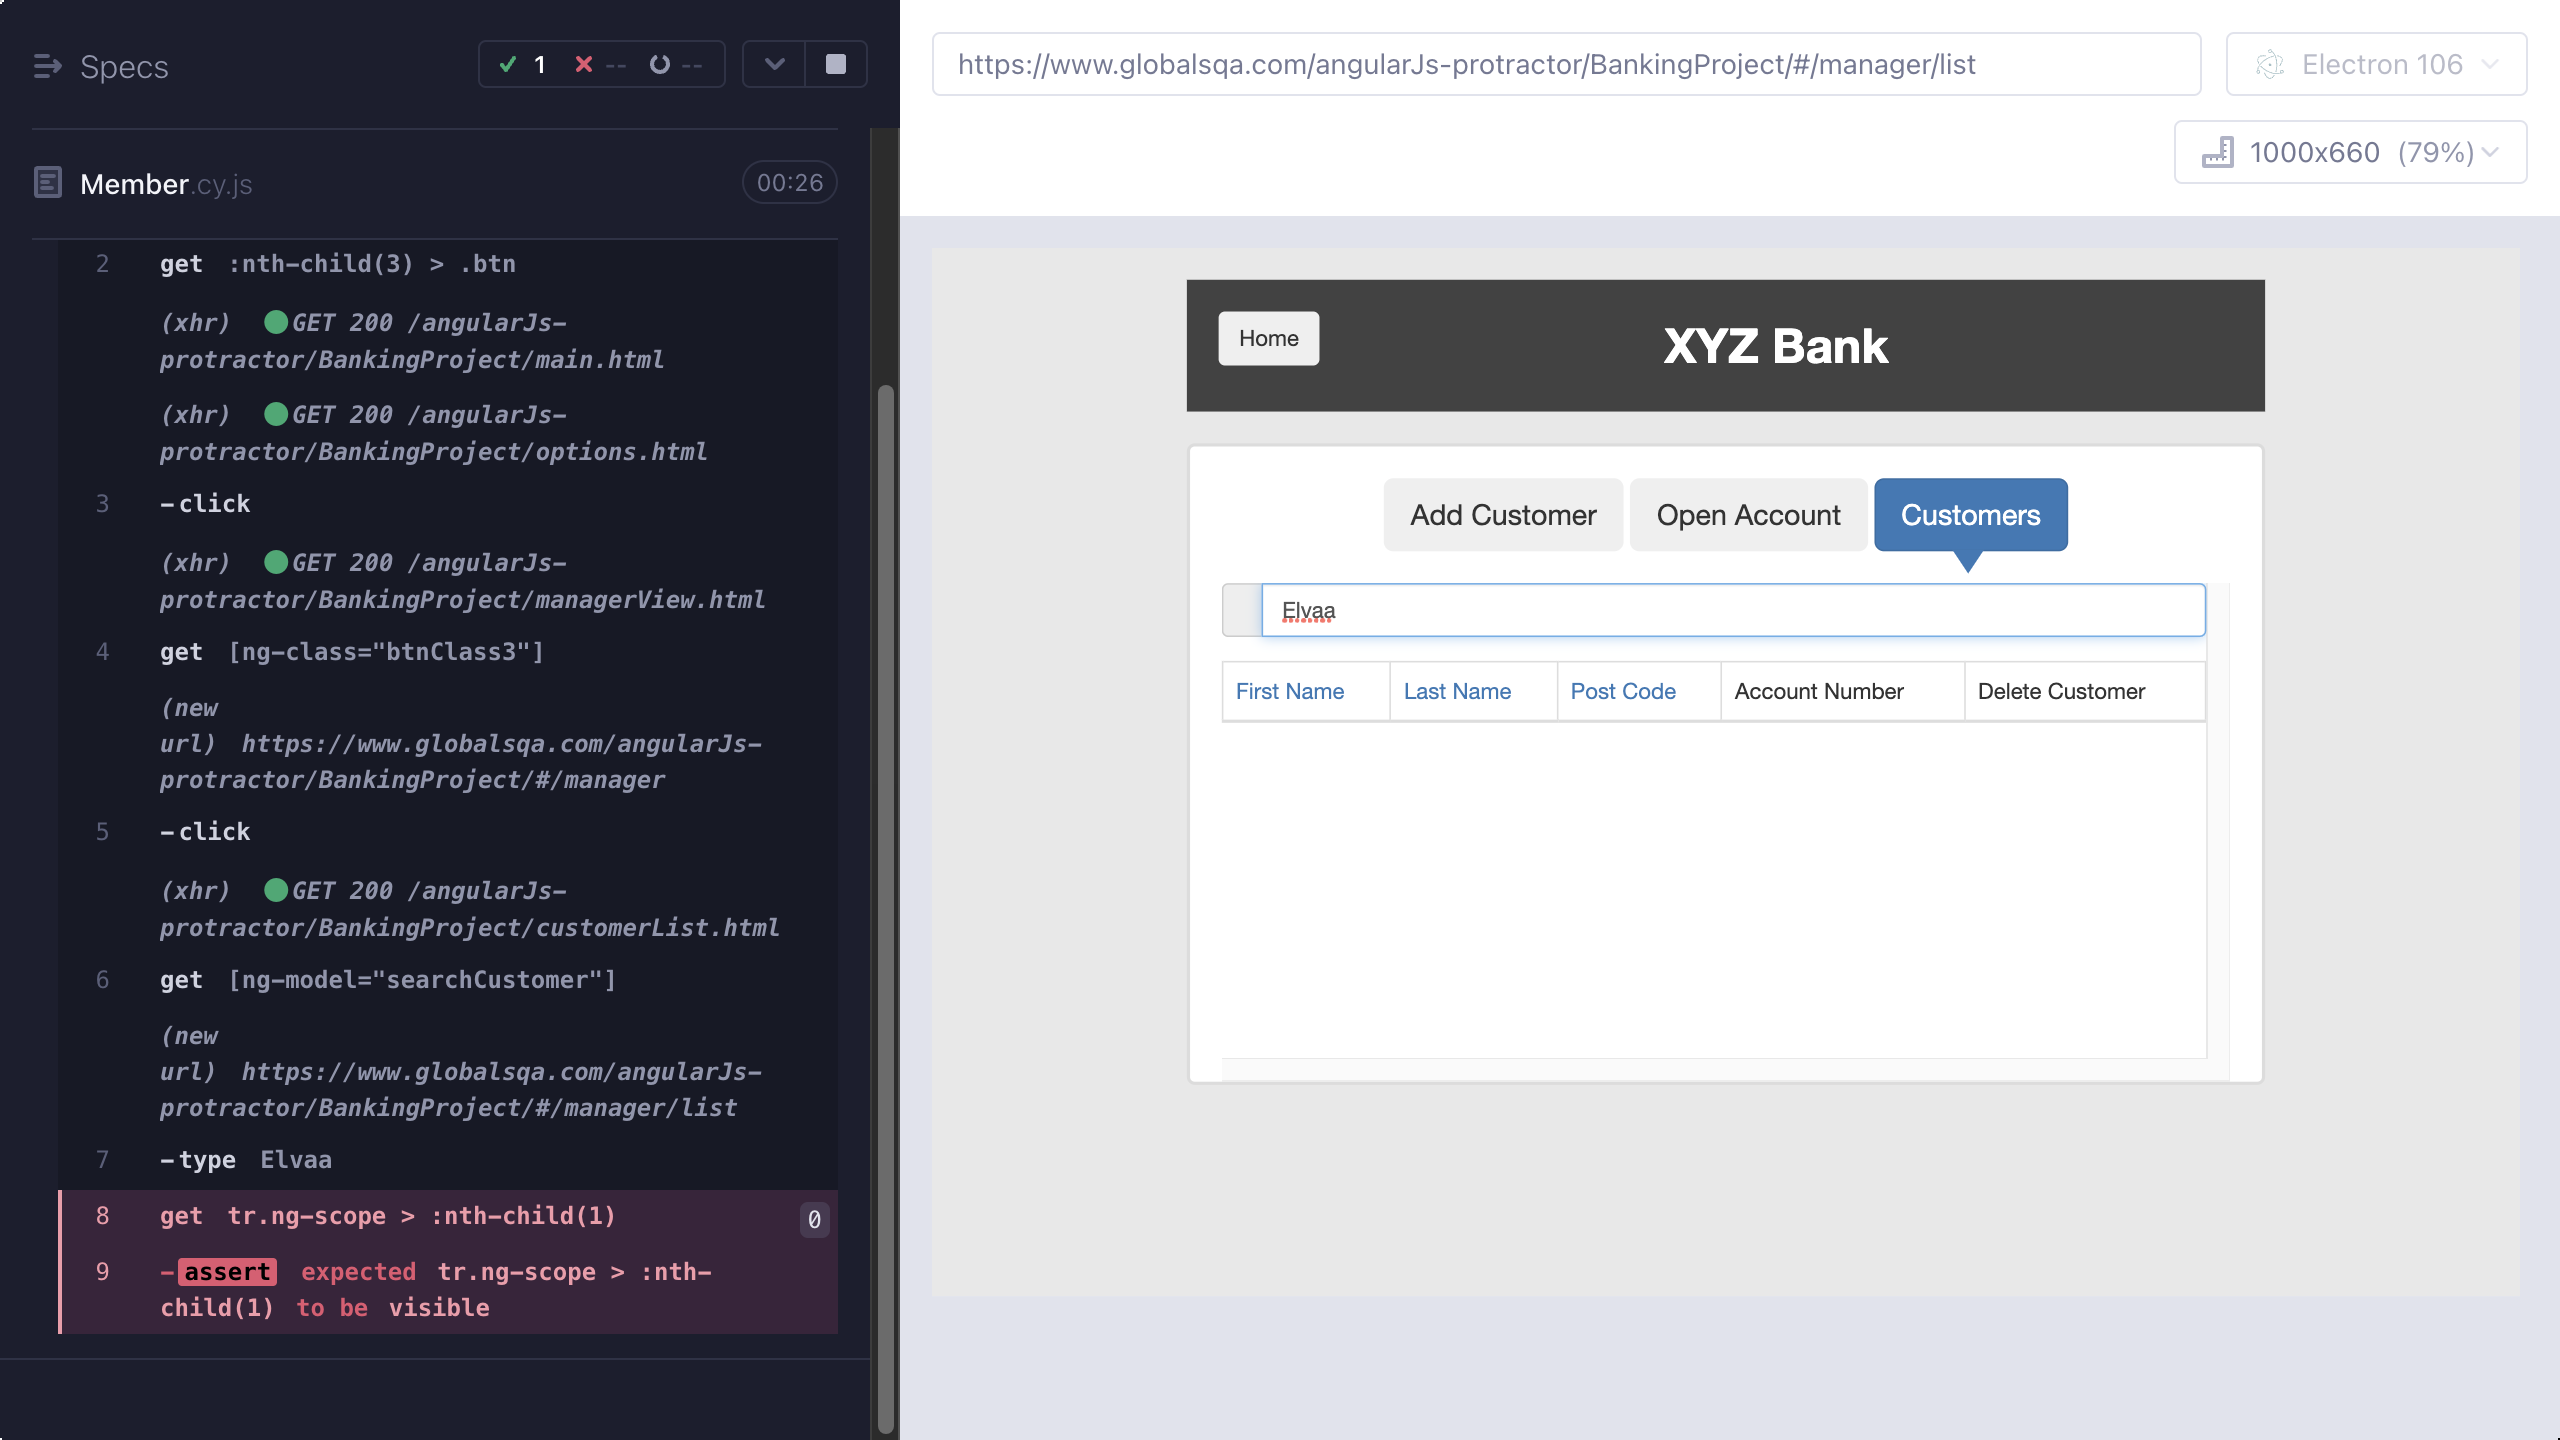 Specs
1 -- --
Member.cy.js
00:26
2 get :nth-child(3) > .btn
(xhr) GET 200 /angularJs-
protractor/BankingProject/main.html
(xhr) GET 200 /angularJs-
protractor/BankingProject/options.html
3 -click
(xhr) GET 200 /angularJs-
protractor/BankingProject/managerView.html
4 get [ng-class="btnClass3"]
(new
url) https://www.globalsqa.com/angularJs-
protractor/BankingProject/#/manager
5 -click
(xhr) GET 200 /angularJs-
protractor/BankingProject/customerList.html
6 get [ng-model="searchCustomer"]
(new
url) https://www.globalsqa.com/angularJs-
protractor/BankingProject/#/manager/list
7 -type Elvaa
8 get tr.ng-scope > :nth-child(1) 0
9 -assert expected tr.ng-scope > :nth-
child(1) to be visible
https://www.globalsqa.com/angularJs-protractor/BankingProject/#/manager/list
Electron 106
1000x660 (79%)
Home
XYZ Bank
Add Customer Open Account Customers
Elvaa
First Name Last Name Post Code Account Number Delete Customer